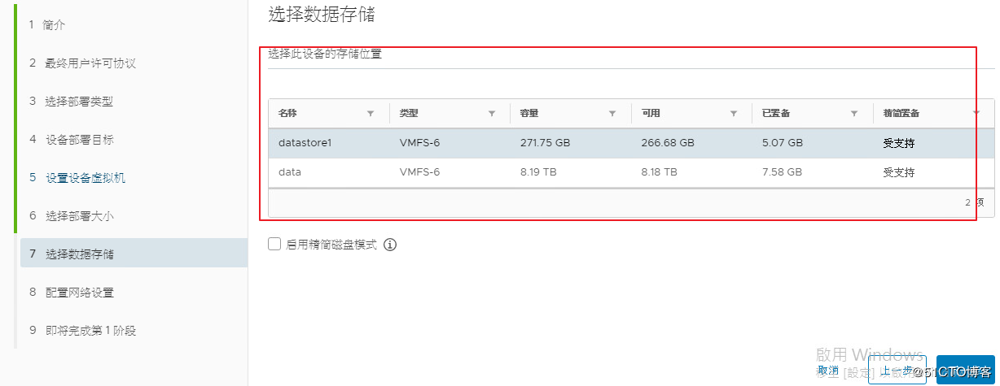 选择数据存储
1 简介
2 最终用户许可协议
3 选择部署类型
4 设备部署目标
5 设置设备虚拟机
6 选择部署大小
7 选择数据存储
8 配置网络设置
9 即将完成第 1 阶段
选择此设备的存储位置
名称 类型 容量 可用 已置备 精简置备
datastore1 VMFS-6 271.75 GB 266.68 GB 5.07 GB 受支持
data VMFS-6 8.19 TB 8.18 TB 7.58 GB 受支持
2 项
启用精简磁盘模式
啟用 Windows
移至 [設定] 以啟用
取消 上一步
@51CTO博客